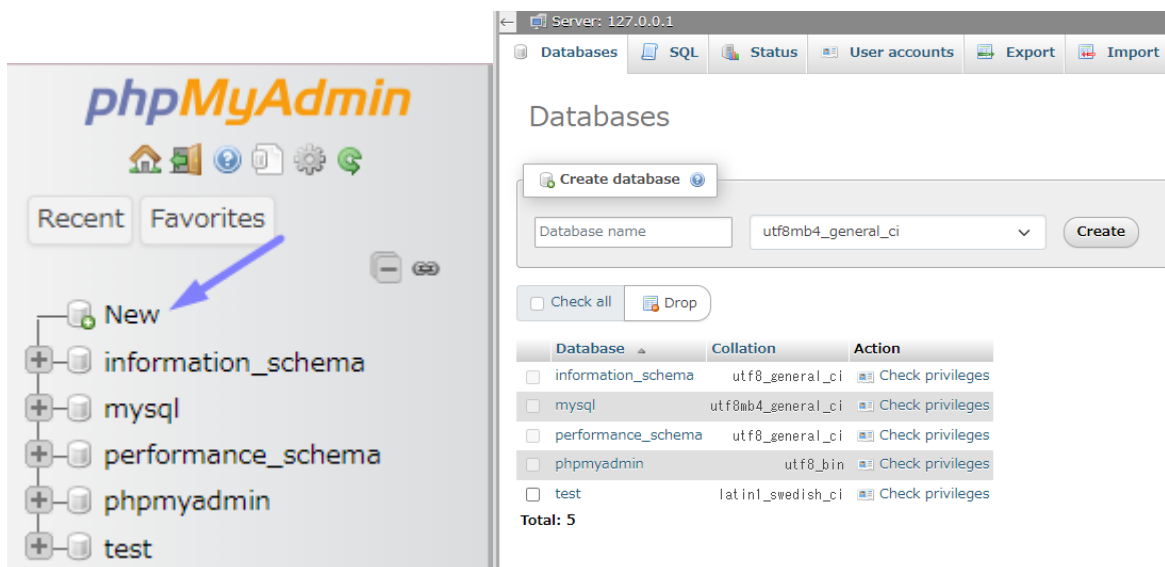 phpMyAdmin
Recent Favorites
New
information_schema
mysql
performance_schema
phpmyadmin
test
Server: 127.0.0.1
Databases SQL Status User accounts Export Import
Databases
Create database
Database name utf8mb4_general_ci Create
Check all Drop
Database Collation Action
information_schema utf8_general_ci Check privileges
mysql utf8mb4_general_ci Check privileges
performance_schema utf8_general_ci Check privileges
phpmyadmin utf8_bin Check privileges
test latin1_swedish_ci Check privileges
Total: 5